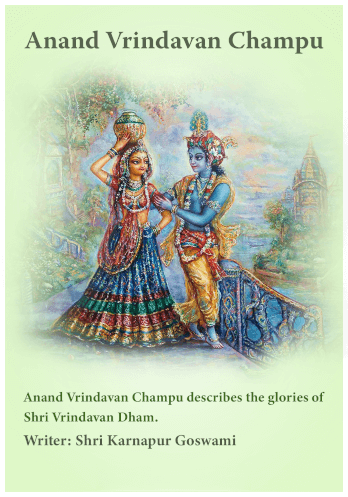 Anand Vrindavan Champu
Anand Vrindavan Champu describes the glories of
Shri Vrindavan Dham.
Writer: Shri Karnapur Goswami